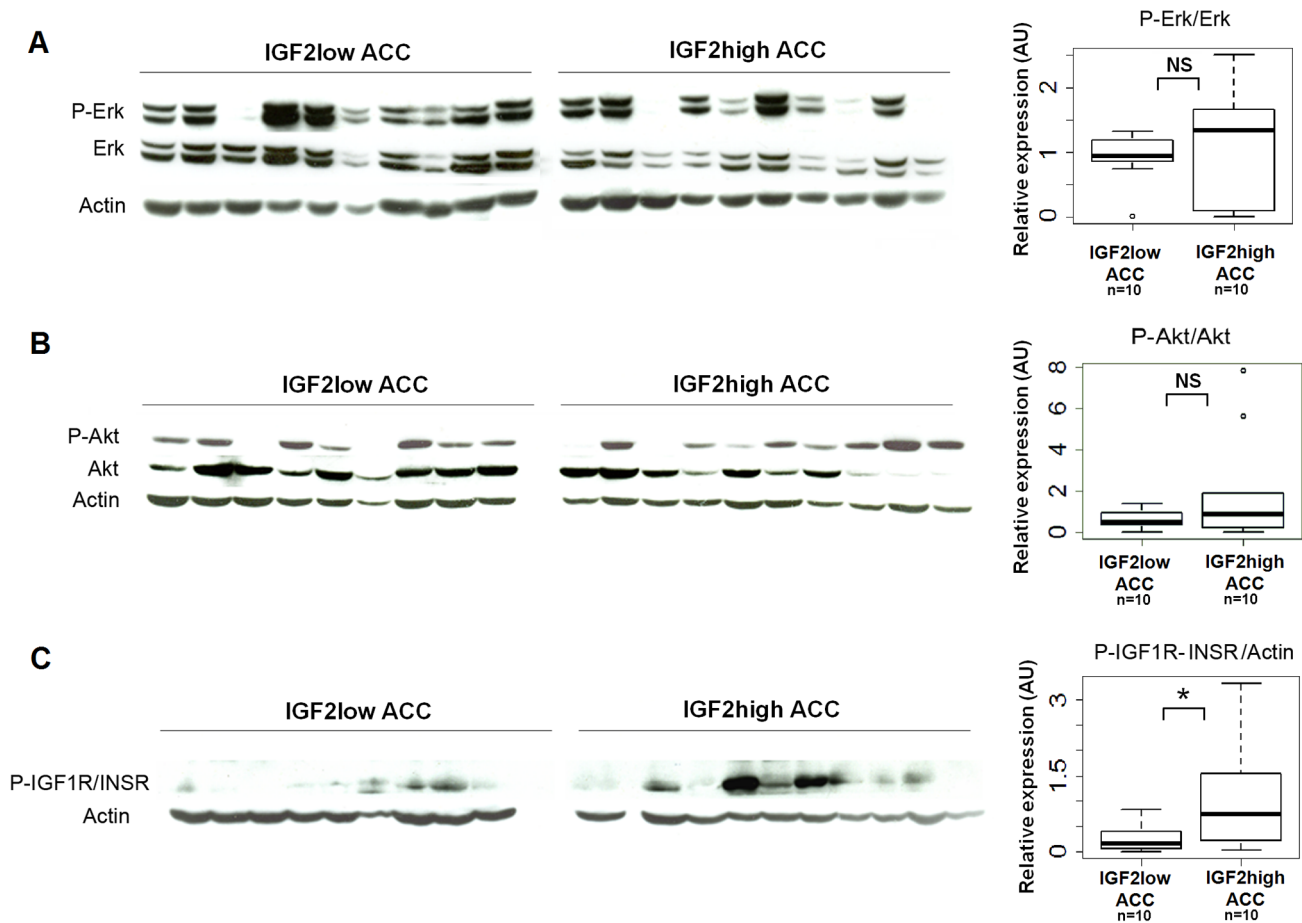 A
IGF2low ACC
IGF2high ACC
P-Erk
Erk
Actin
P-Erk/Erk
Relative expression (AU)
2
1
0
NS
IGF2low ACC n=10
IGF2high ACC n=10
B
IGF2low ACC
IGF2high ACC
P-Akt
Akt
Actin
P-Akt/Akt
Relative expression (AU)
8
6
4
2
0
NS
IGF2low ACC n=10
IGF2high ACC n=10
C
IGF2low ACC
IGF2high ACC
P-IGF1R/INSR
Actin
P-IGF1R-INSR/Actin
Relative expression (AU)
3
1.5
0
*
IGF2low ACC n=10
IGF2high ACC n=10